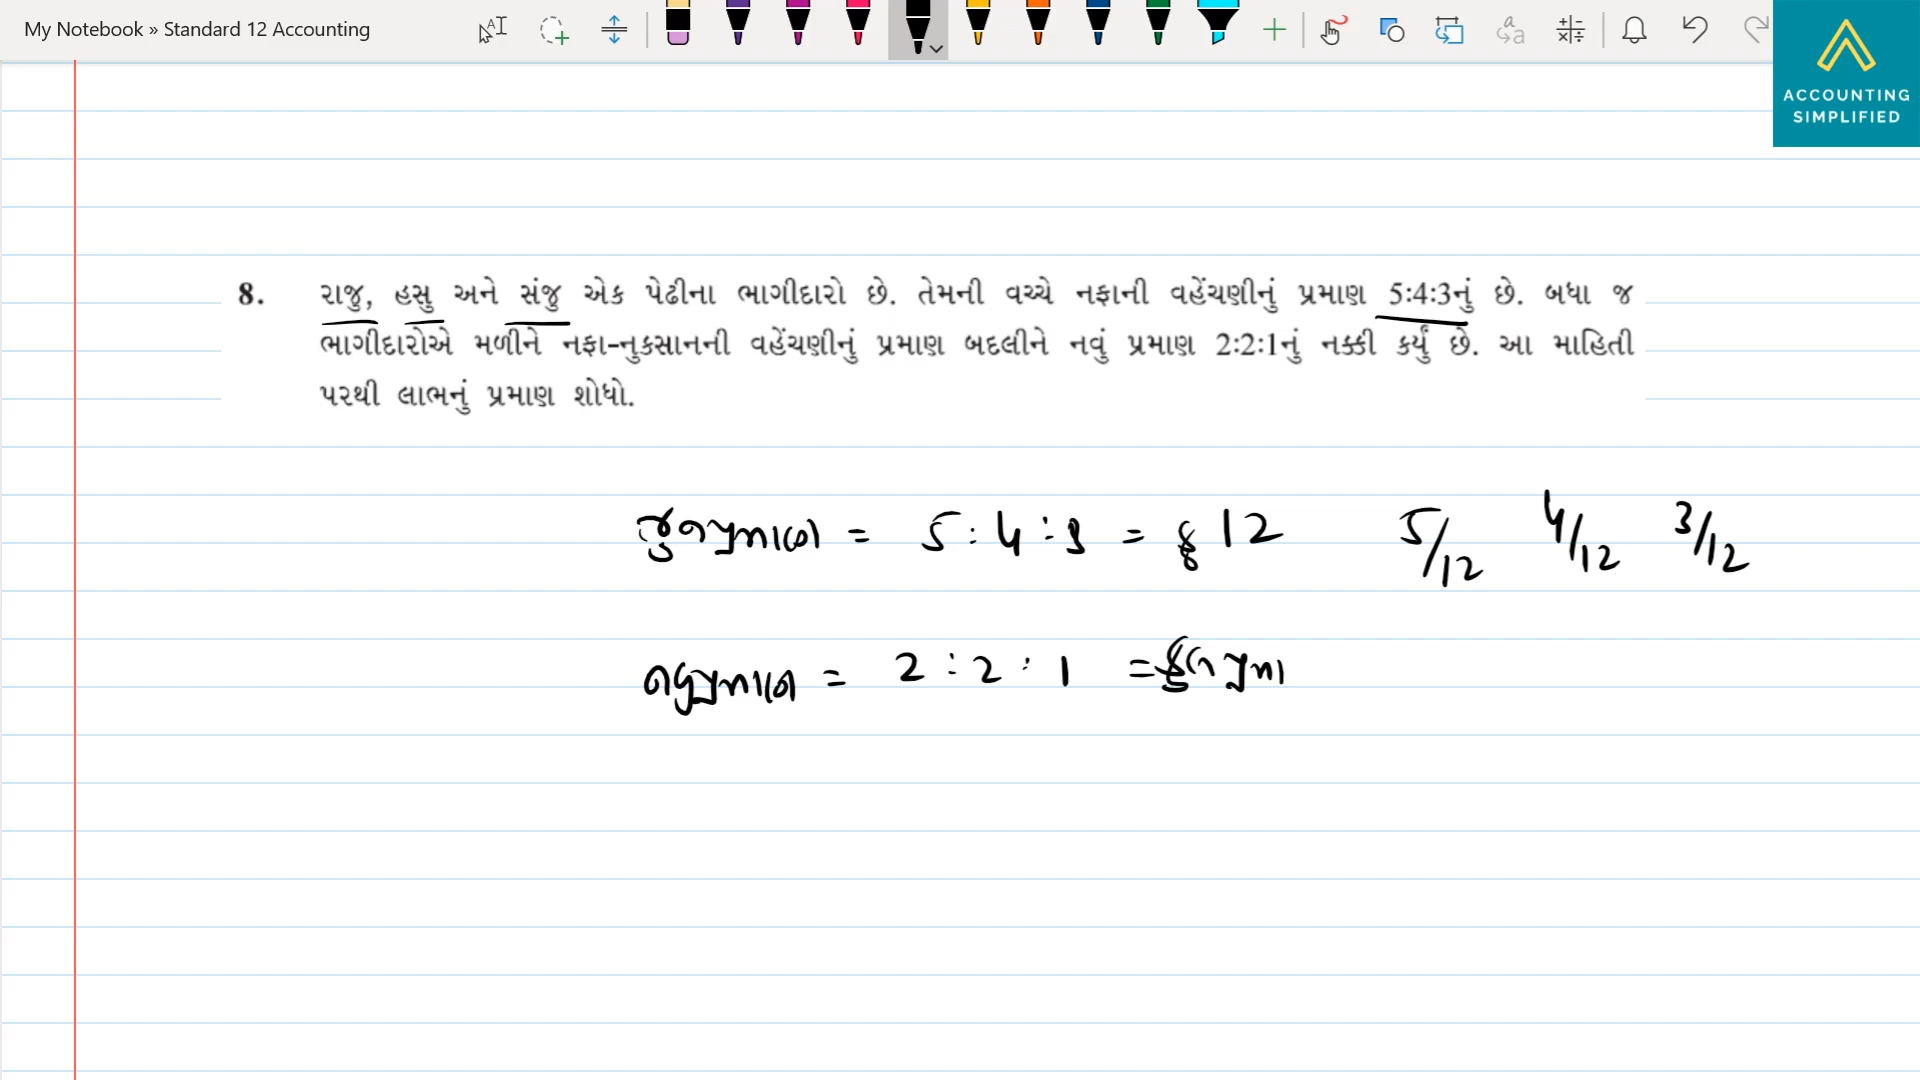 My Notebook » Standard 12 Accounting
ACCOUNTING
SIMPLIFIED
8. રાજુ, હસુ અને સંજુ એક પેઢીના ભાગીદારો છે. તેમની વચ્ચે નફાની વહેંચણીનું પ્રમાણ 5:4:3નું છે. બધા જ
ભાગીદારોએ મળીને નફા-નુકસાનની વહેંચણીનું પ્રમાણ બદલીને નવું પ્રમાણ 2:2:1નું નક્કી કર્યું છે. આ માહિતી
પરથી લાભનું પ્રમાણ શોધો.
= 5 : 4 : 3 = 12 5/12 4/12 3/12
= 2 : 2 : 1 =